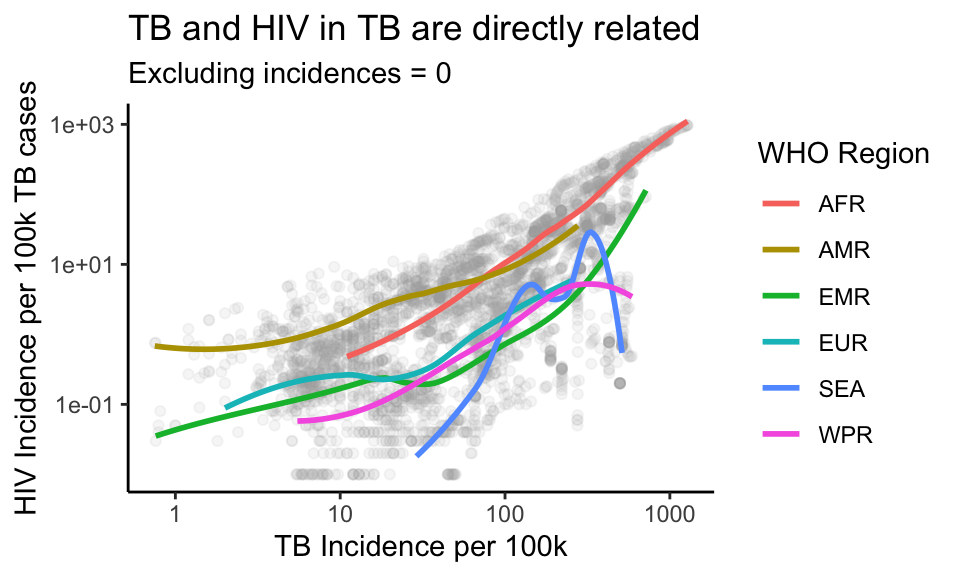 TB and HIV in TB are directly related
Excluding incidences = 0
HIV Incidence per 100k TB cases
1e+03
1e+01
1e-01
1
10
100
1000
TB Incidence per 100k
WHO Region
AFR
AMR
EMR
EUR
SEA
WPR